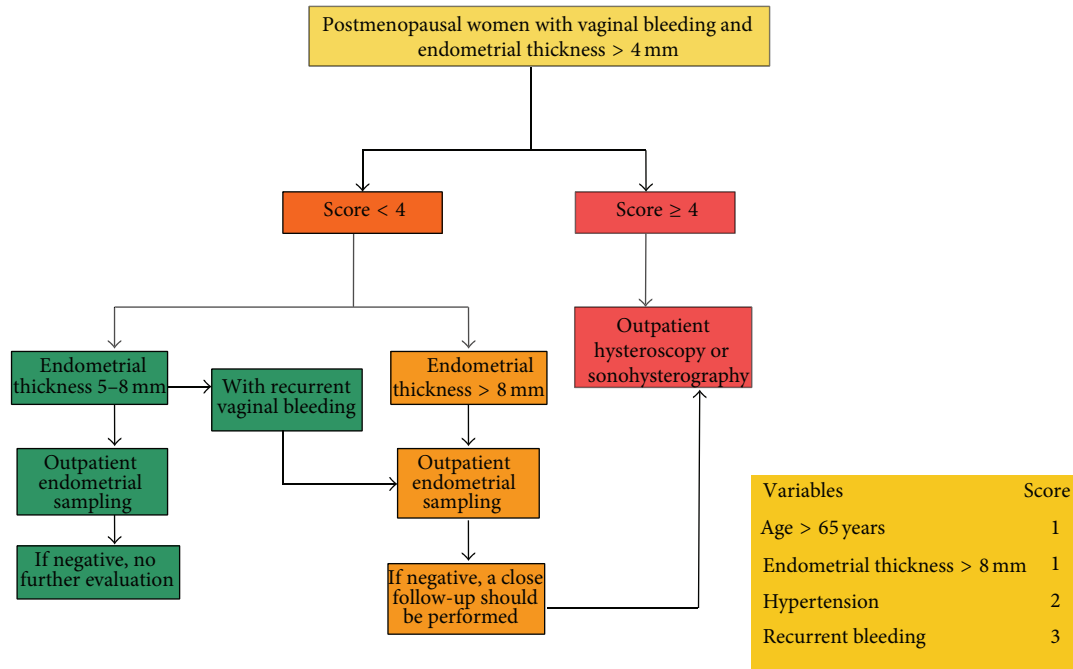 Postmenopausal women with vaginal bleeding and
endometrial thickness > 4 mm
Score < 4
Score ≥ 4
Endometrial
thickness 5–8 mm
With recurrent
vaginal bleeding
Endometrial
thickness > 8 mm
Outpatient
hysteroscopy or
sonohysterography
Outpatient
endometrial
sampling
Outpatient
endometrial
sampling
If negative, no
further evaluation
If negative, a close
follow-up should
be performed
Variables Score
Age > 65 years 1
Endometrial thickness > 8 mm 1
Hypertension 2
Recurrent bleeding 3